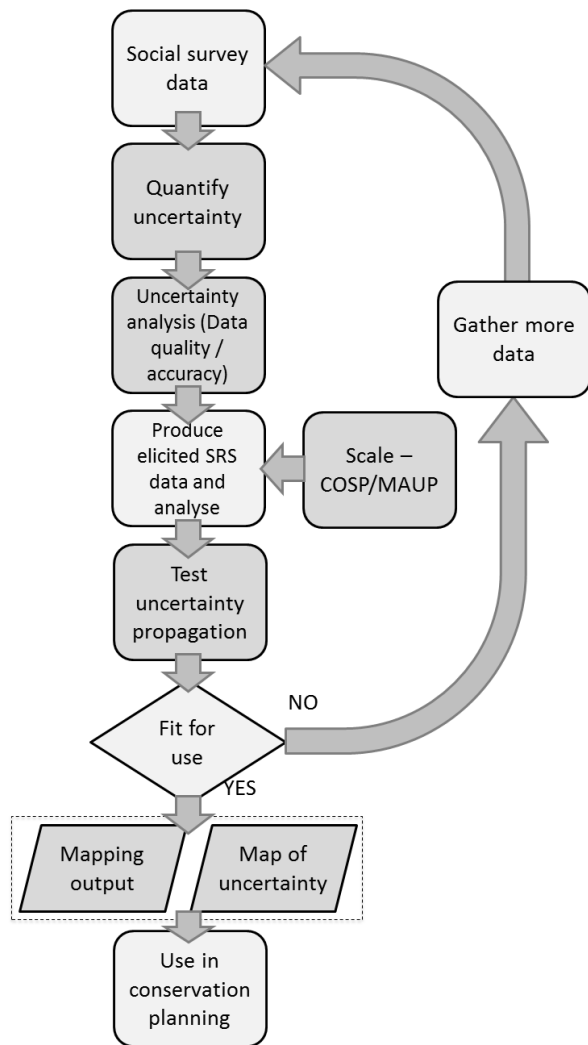 Social survey
data
Quantify
uncertainty
Uncertainty
analysis (Data
quality /
accuracy)
Gather more
data
Produce
elicited SRS
data and
analyse
Scale –
COSP/MAUP
Test
uncertainty
propagation
NO
Fit for
use
YES
Mapping
output
Map of
uncertainty
Use in
conservation
planning